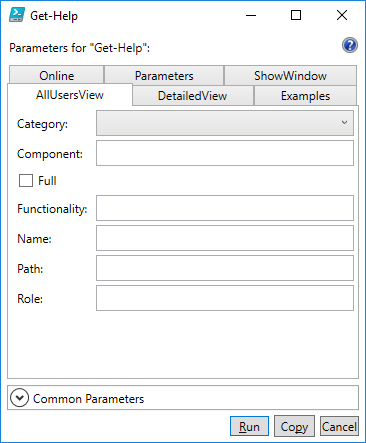 Get-Help
Parameters for "Get-Help":
?
Online Parameters ShowWindow
AllUsersView DetailedView Examples
Category:
Component:
Full
Functionality:
Name:
Path:
Role:
Common Parameters
Run Copy Cancel